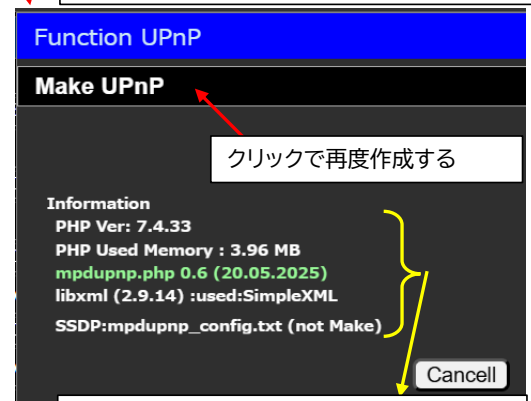 Function UPnP
Make UPnP
クリックで再度作成する
Information
PHP Ver: 7.4.33
PHP Used Memory : 3.96 MB
mpdupnp.php 0.6 (20.05.2025)
libxml (2.9.14) :used:SimpleXML
SSDP:mpdupnp_config.txt (not Make)
Cancell